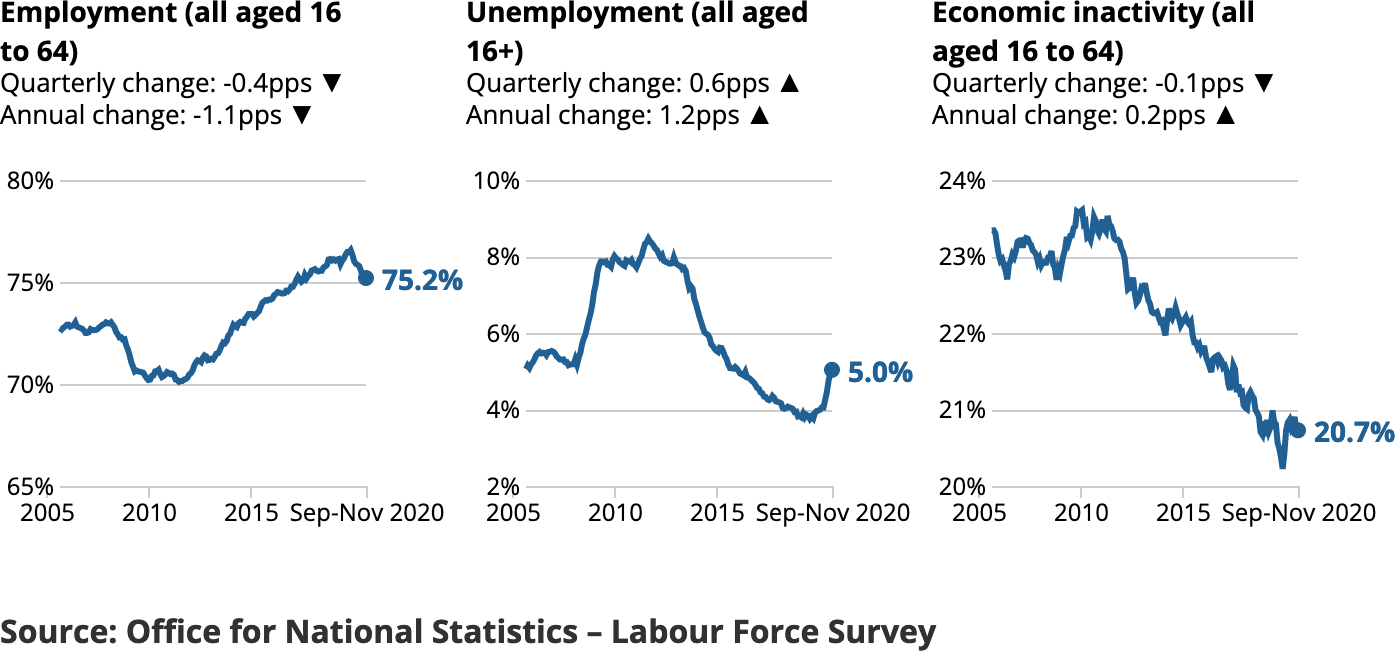 Employment (all aged 16
to 64)
Quarterly change: -0.4pps ▼
Annual change: -1.1pps ▼
80%
75%
70%
65%
2005 2010 2015 Sep-Nov 2020
75.2%
Unemployment (all aged
16+)
Quarterly change: 0.6pps ▲
Annual change: 1.2pps ▲
10%
8%
6%
4%
2%
2005 2010 2015 Sep-Nov 2020
5.0%
Economic inactivity (all
aged 16 to 64)
Quarterly change: -0.1pps ▼
Annual change: 0.2pps ▲
24%
23%
22%
21%
20%
2005 2010 2015 Sep-Nov 2020
20.7%
Source: Office for National Statistics – Labour Force Survey